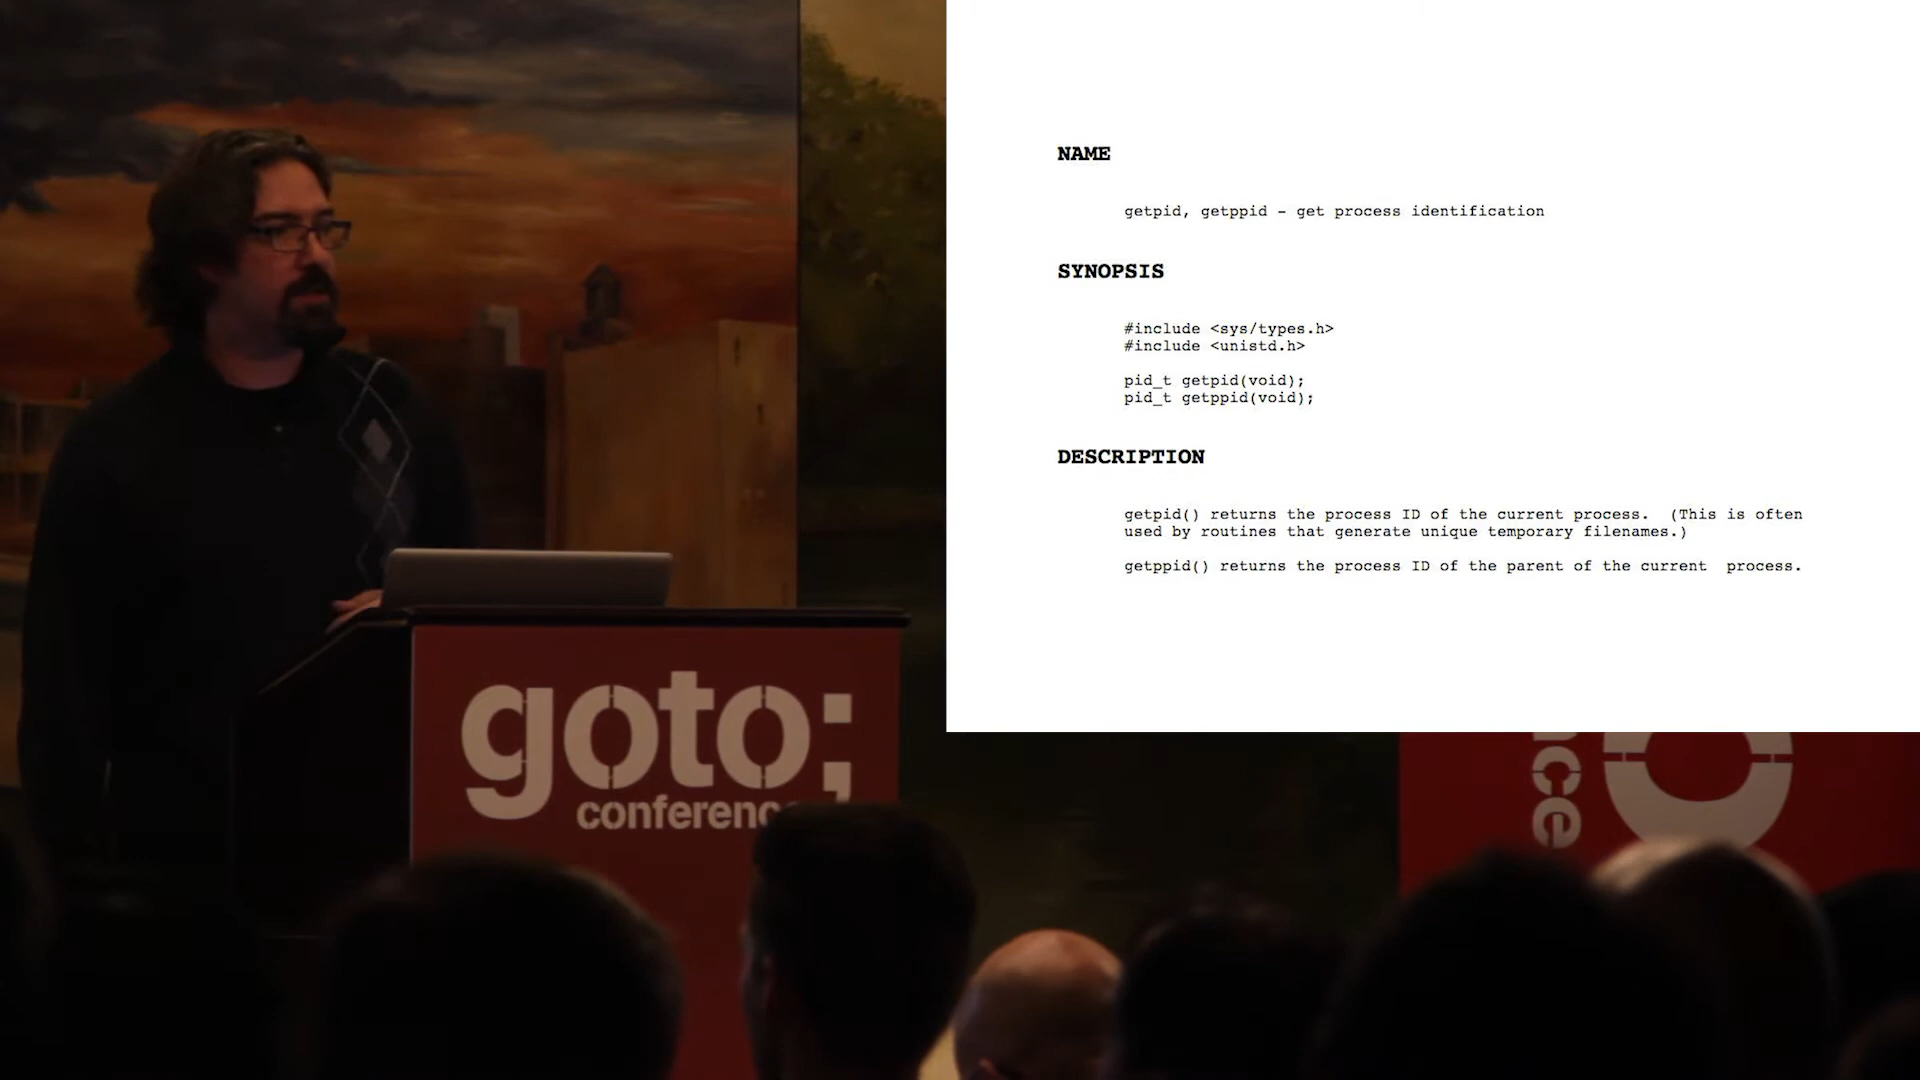 NAME
getpid, getppid - get process identification
SYNOPSIS
#include <sys/types.h>
#include <unistd.h>
pid_t getpid(void);
pid_t getppid(void);
DESCRIPTION
getpid() returns the process ID of the current process. (This is often
used by routines that generate unique temporary filenames.)
getppid() returns the process ID of the parent of the current process.
goto;
conference
nce
o